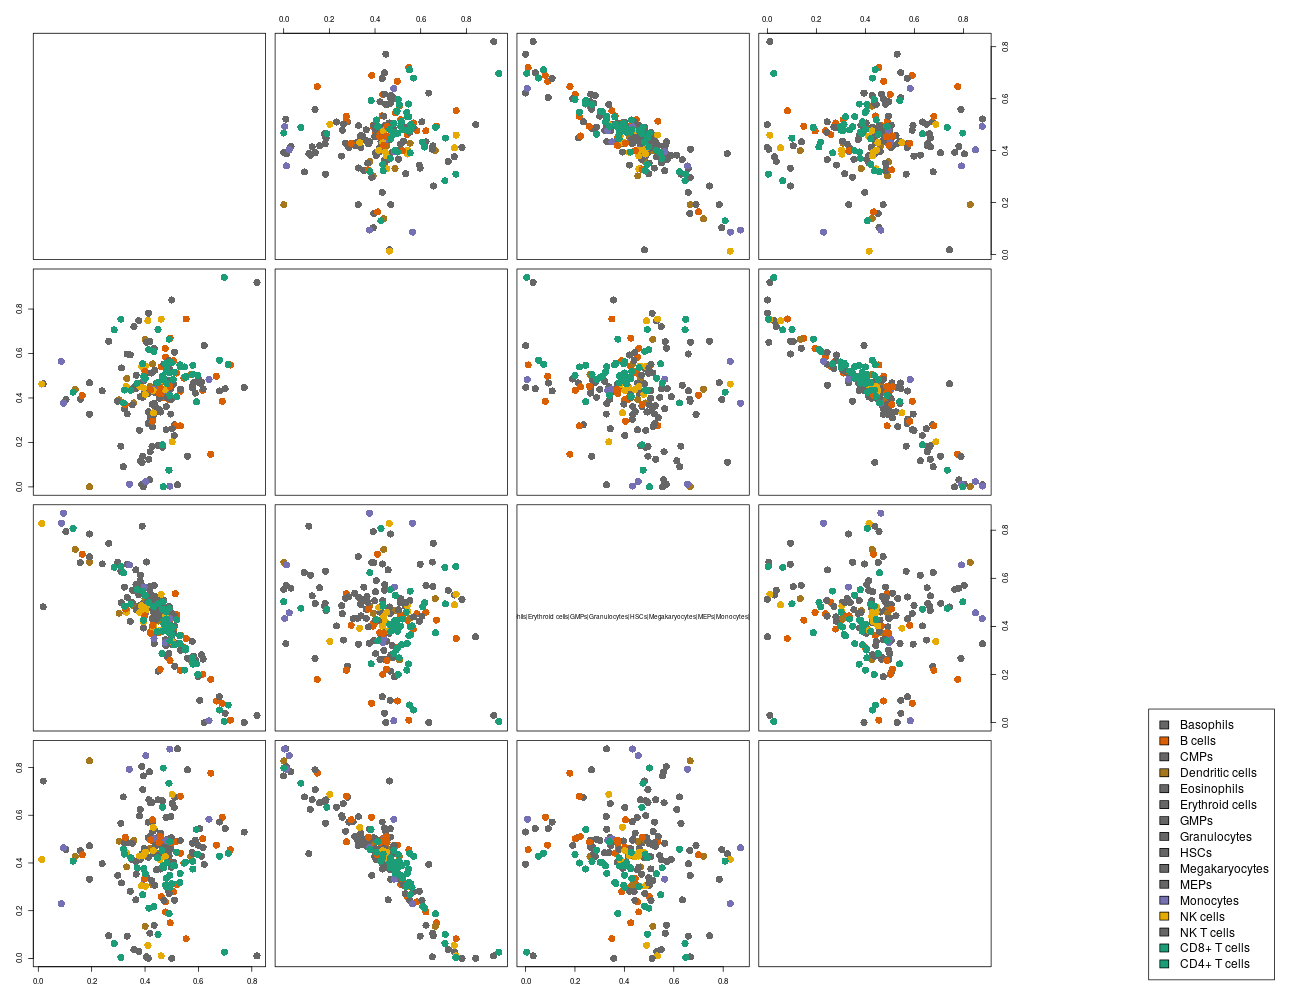 0.0 0.2 0.4 0.6 0.8
0.0 0.2 0.4 0.6 0.8
0.0 0.2 0.4 0.6 0.8
0.0 0.2 0.4 0.6 0.8
ils|Erythroid cells|GMPs|Granulocytes|HSCs|Megakaryocytes|MEPs|Monocytes|
0.0 0.2 0.4 0.6 0.8
0.0 0.2 0.4 0.6 0.8
0.0 0.2 0.4 0.6 0.8
0.0 0.2 0.4 0.6 0.8
Basophils
B cells
CMPs
Dendritic cells
Eosinophils
Erythroid cells
GMPs
Granulocytes
HSCs
Megakaryocytes
MEPs
Monocytes
NK cells
NK T cells
CD8+ T cells
CD4+ T cells